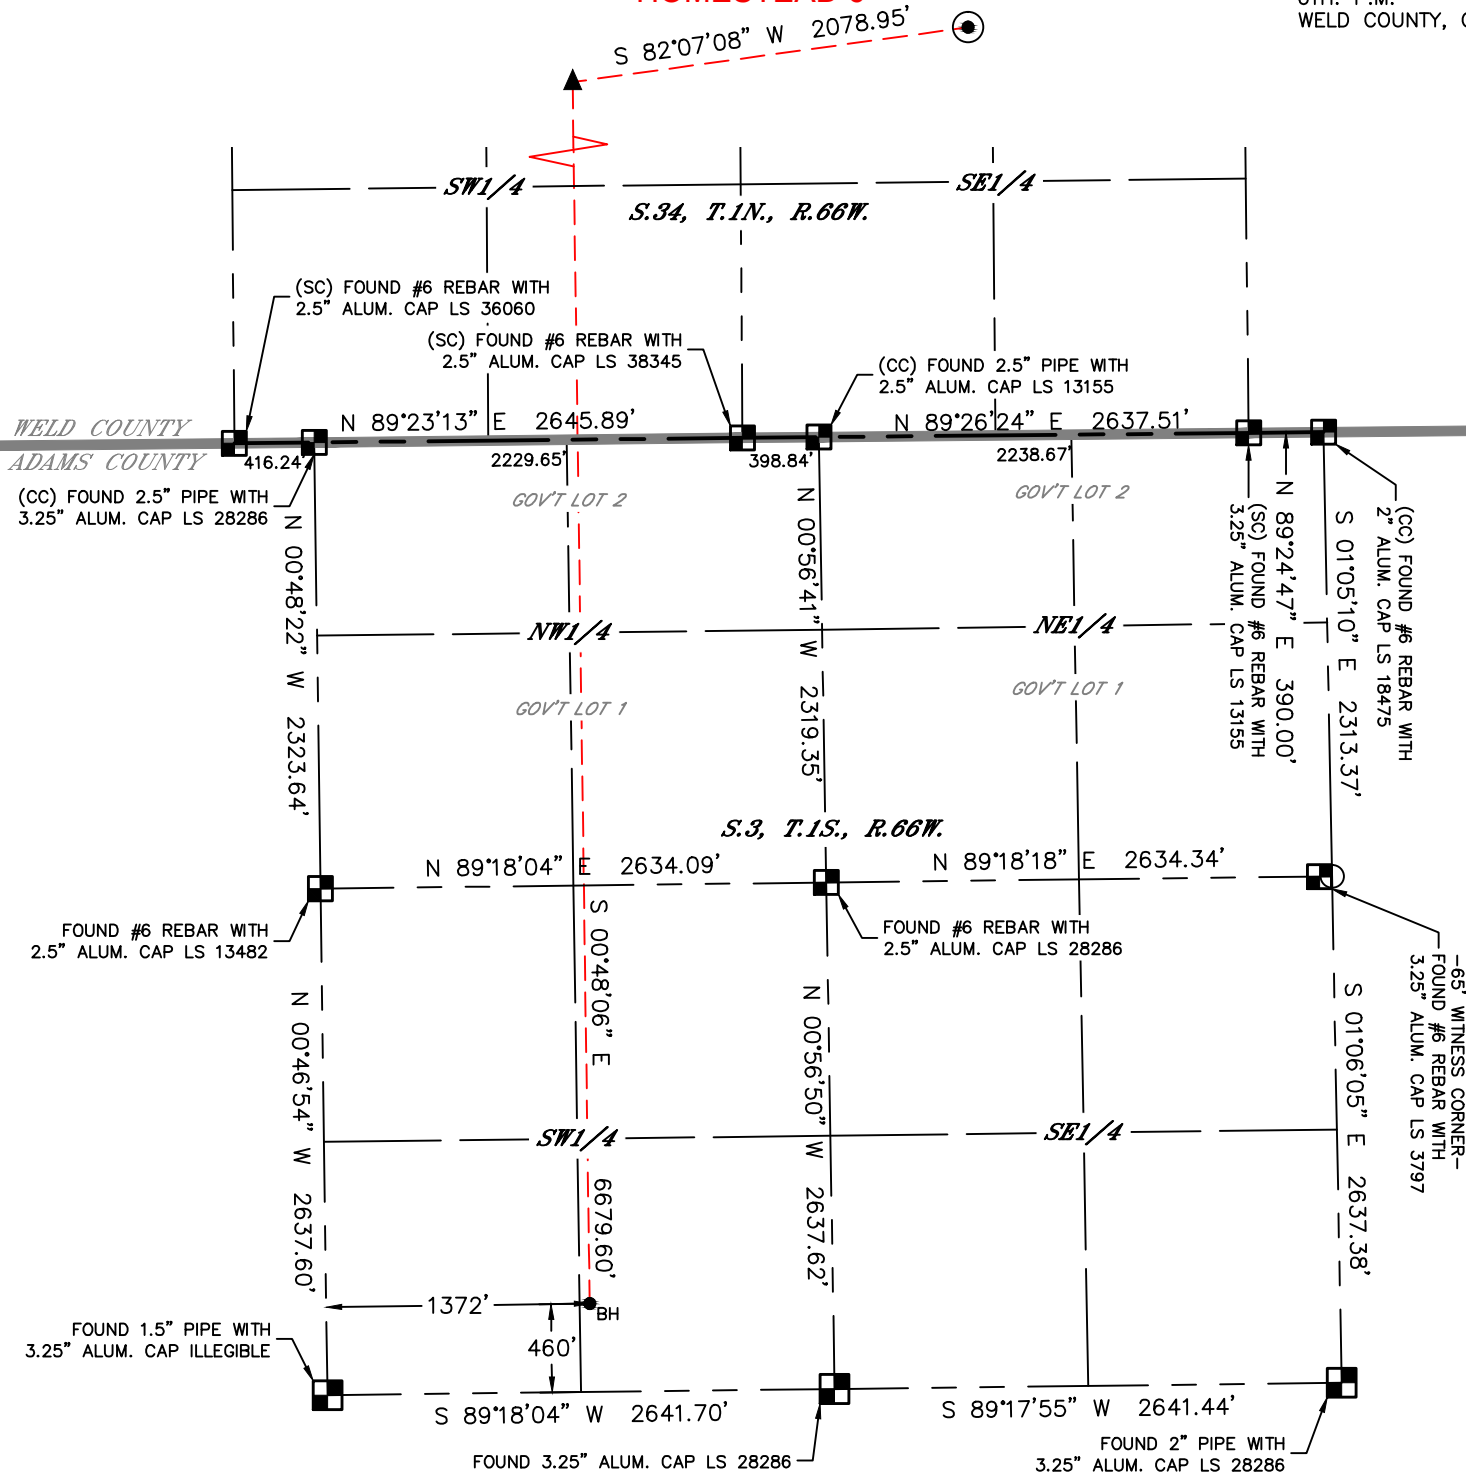 WELD COUNTY,
S 82°07'08" W 2078.95'
SW1/4
SE1/4
S.34, T.1N., R.66W.
(SC) FOUND #6 REBAR WITH
2.5" ALUM. CAP LS 36060
(SC) FOUND #6 REBAR WITH
2.5" ALUM. CAP LS 38345
(CC) FOUND 2.5" PIPE WITH
2.5" ALUM. CAP LS 13155
WELD COUNTY
ADAMS COUNTY
N 89°23'13" E 2645.89'
N 89°26'24" E 2637.51'
416.24'
2229.65'
398.84'
2238.67'
(CC) FOUND 2.5" PIPE WITH
3.25" ALUM. CAP LS 28286
GOV'T LOT 2
GOV'T LOT 2
N 00°48'22" W 2323.64'
N 00°56'41" W 2319.35'
(SC) FOUND #6 REBAR WITH
3.25" ALUM. CAP LS 13155
N 89°24'47" E 390.00'
S 01°05'10" E 2313.37'
(CC) FOUND #6 REBAR WITH
2" ALUM. CAP LS 18475
NW1/4
NE1/4
GOV'T LOT 1
GOV'T LOT 1
S.3, T.1S., R.66W.
N 89°18'04" E 2634.09'
N 89°18'18" E 2634.34'
FOUND #6 REBAR WITH
2.5" ALUM. CAP LS 13482
FOUND #6 REBAR WITH
2.5" ALUM. CAP LS 28286
-65' WITNESS CORNER-
FOUND #6 REBAR WITH
3.25" ALUM. CAP LS 3797
S 00°48'06" E 6679.60'
N 00°46'54" W 2637.60'
N 00°56'50" W 2637.62'
S 01°06'05" E 2637.38'
SW1/4
SE1/4
1372'
BH
460'
FOUND 1.5" PIPE WITH
3.25" ALUM. CAP ILLEGIBLE
S 89°18'04" W 2641.70'
S 89°17'55" W 2641.44'
FOUND 3.25" ALUM. CAP LS 28286
FOUND 2" PIPE WITH
3.25" ALUM. CAP LS 28286